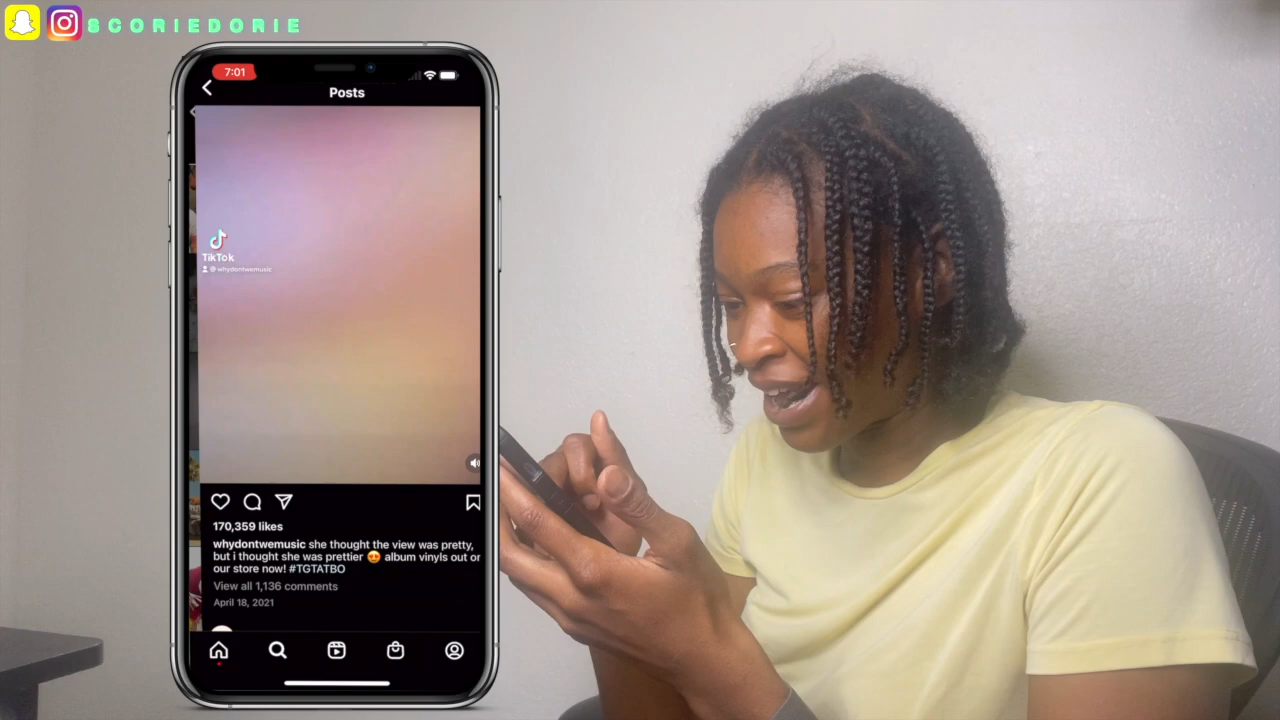 SCORIEDORIE
7:01
Posts
TikTok
@whydontwemusic
170,359 likes
whydontwemusic she thought the view was pretty,
but i thought she was prettier 😍 album vinyls out on
our store now! #TGTATBO
View all 1,136 comments
April 18, 2021